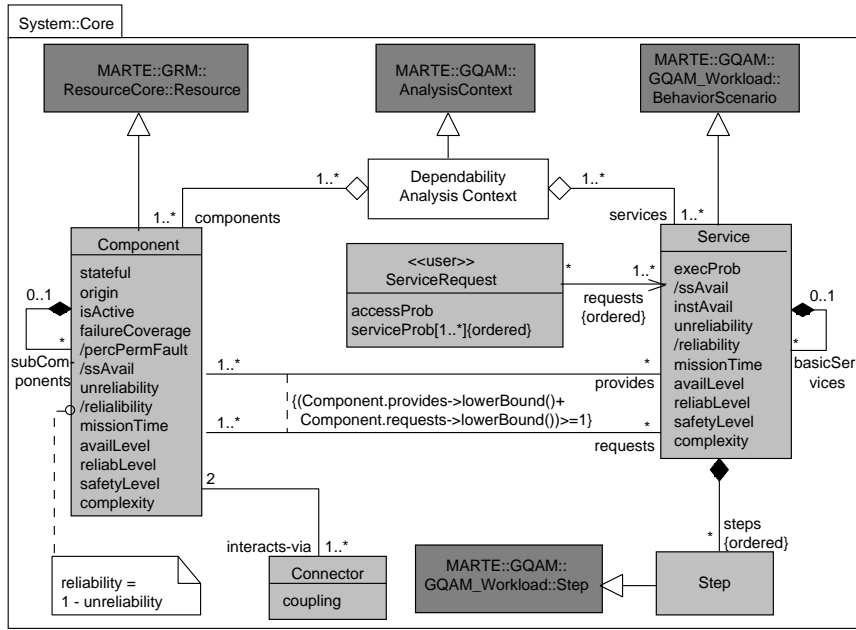 System::Core
MARTE::GRM::
ResourceCore::Resource
MARTE::GQAM::
AnalysisContext
MARTE::GQAM::
GQAM_Workload::
BehaviorScenario
Dependability
Analysis Context
1..*
1..*
1..*
components
1..*
services
Component
stateful
origin
isActive
failureCoverage
/percPermFault
/ssAvail
unreliability
/relialibility
missionTime
availLevel
reliabLevel
safetyLevel
complexity
0..1
*
subCom-
ponents
<<user>>
ServiceRequest
accessProb
serviceProb[1..*]{ordered}
*
1..*
requests
{ordered}
Service
execProb
/ssAvail
instAvail
unreliability
/reliability
missionTime
availLevel
reliabLevel
safetyLevel
complexity
0..1
*
basicSer-
vices
1..*
*
provides
{(Component.provides->lowerBound()+
Component.requests->lowerBound())>=1}
1..*
*
requests
2
interacts-via
1..*
Connector
coupling
reliability =
1 - unreliability
*
steps
{ordered}
MARTE::GQAM::
GQAM_Workload::Step
Step